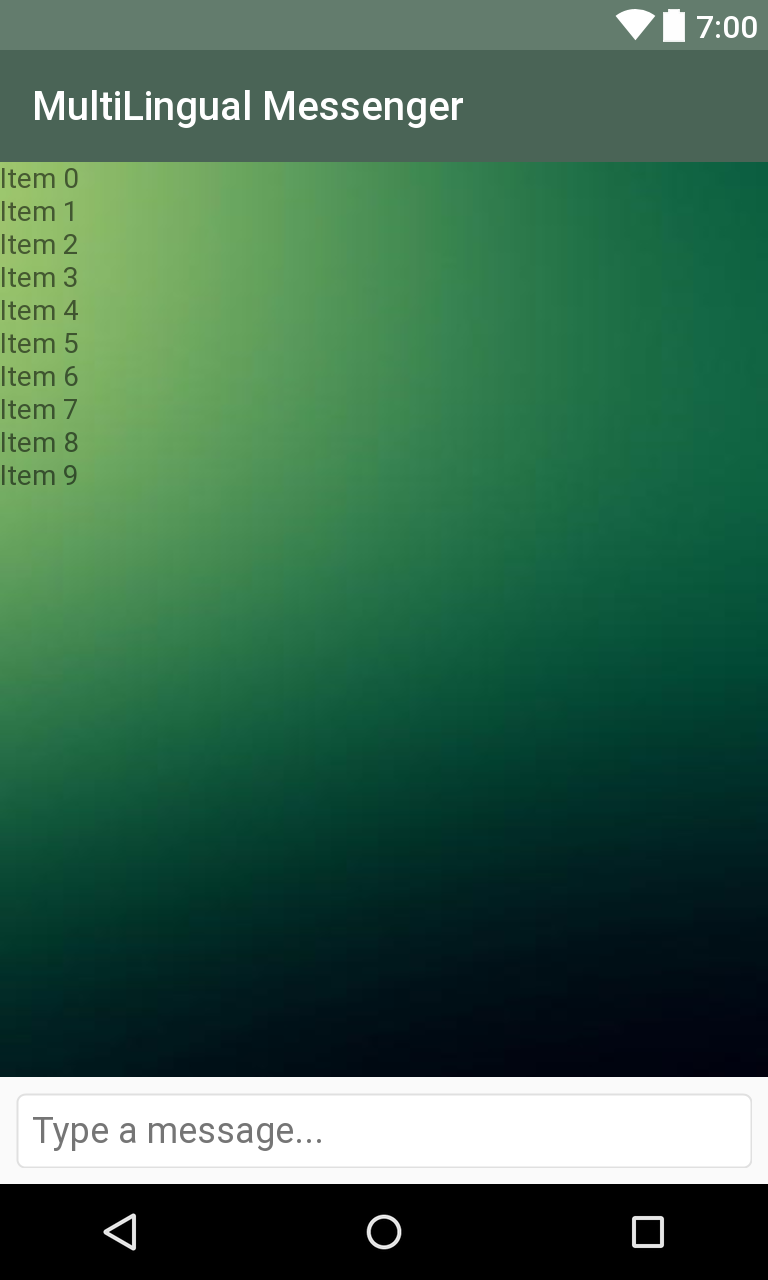 7:00
MultiLingual Messenger
Item 0
Item 1
Item 2
Item 3
Item 4
Item 5
Item 6
Item 7
Item 8
Item 9
Type a message...